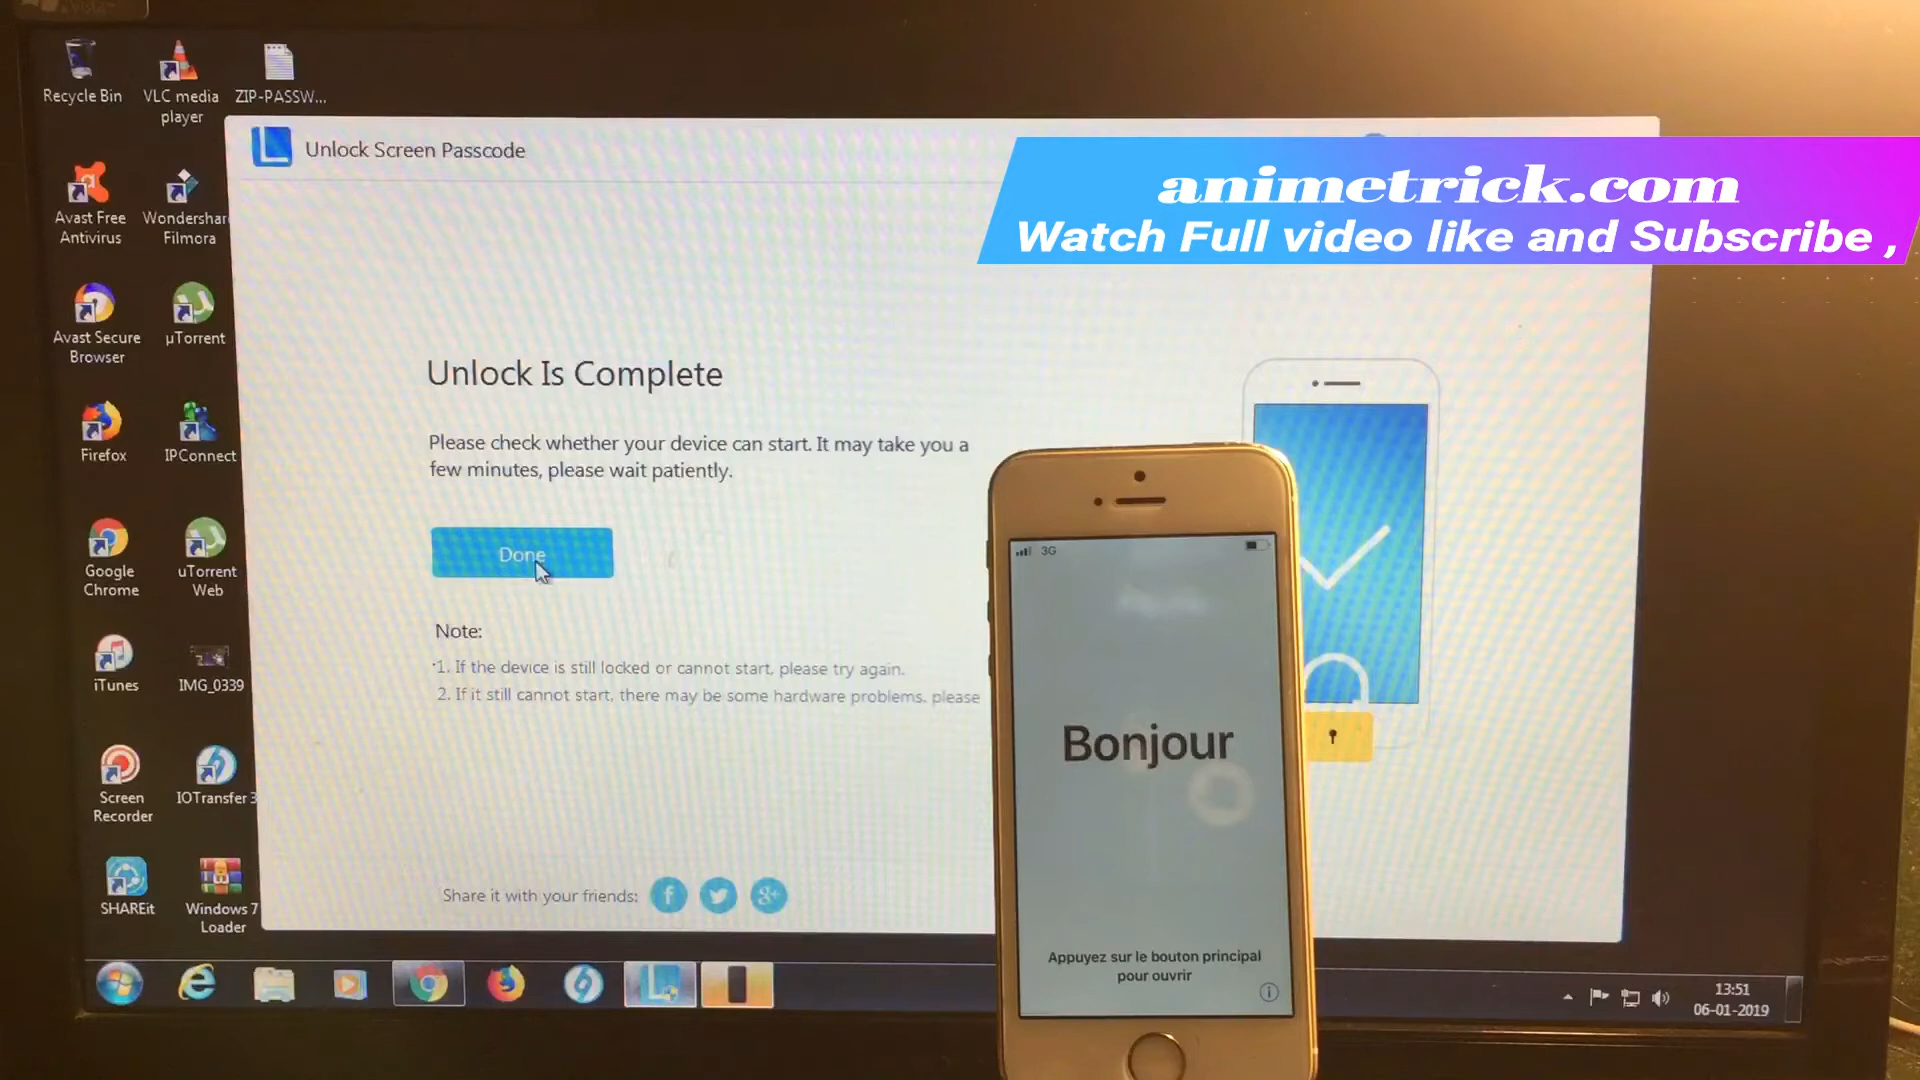 Vista
Recycle Bin
VLC media
player
ZIP-PASSW...
Unlock Screen Passcode
animetrick.com
Watch Full video like and Subscribe ,
Avast Free
Antivirus
Wondershar
Filmora
Avast Secure
Browser
µTorrent
Unlock Is Complete
Please check whether your device can start. It may take you a
few minutes, please wait patiently.
Firefox
IPConnect
Done
3G
Google
Chrome
uTorrent
Web
Note:
1. If the device is still locked or cannot start, please try again.
2. If it still cannot start, there may be some hardware problems, please
iTunes
IMG_0339
Bonjour
Screen
Recorder
IOTransfer 3
SHAREit
Windows 7
Loader
Share it with your friends:
f
g+
Appuyez sur le bouton principal
pour ouvrir
13:51
06-01-2019